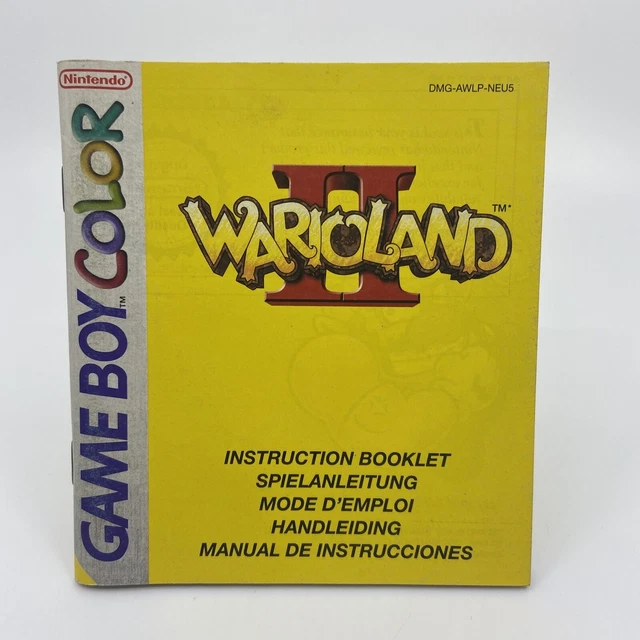 Nintendo
GAME BOY COLOR
TM
DMG-AWLP-NEU5
II
WARIOLAND
TM*
INSTRUCTION BOOKLET
SPIELANLEITUNG
MODE D'EMPLOI
HANDLEIDING
MANUAL DE INSTRUCCIONES